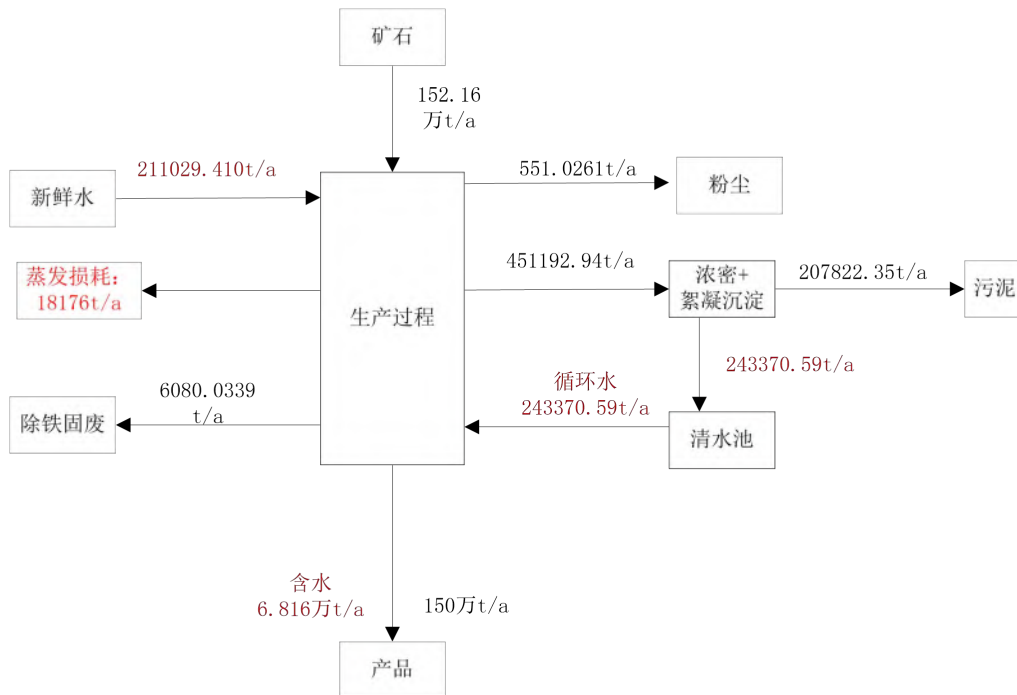 矿石
152.16
万t/a
211029.410t/a
新鲜水
551.0261t/a
粉尘
蒸发损耗：
18176t/a
生产过程
451192.94t/a
浓密+
絮凝沉淀
207822.35t/a
污泥
243370.59t/a
6080.0339
t/a
除铁固废
循环水
243370.59t/a
清水池
含水
6.816万t/a
150万t/a
产品